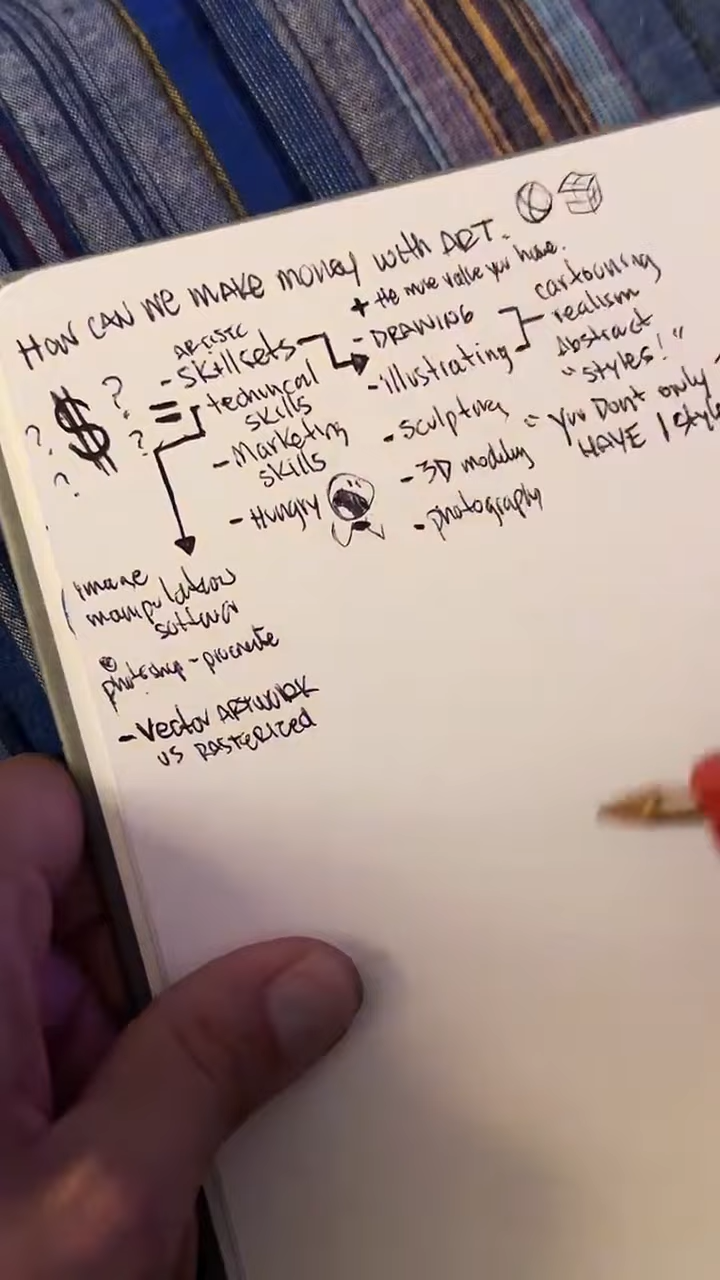 HOW CAN WE MAKE MONEY with ART.
+ the more value you have.
$ ? ? ? ?
=
ARTISTIC
- Skillsets
technical
skills
- Marketing
skills
- Hungry
- DRAWING
- illustrating
- sculpting
- 3D modeling
- photography
cartooning
realism
Abstract
"styles!"
" You Dont only
HAVE 1 style
image
manipulation
software
photoshop - procreate
- Vector ARTWORK
VS RASTERIZED